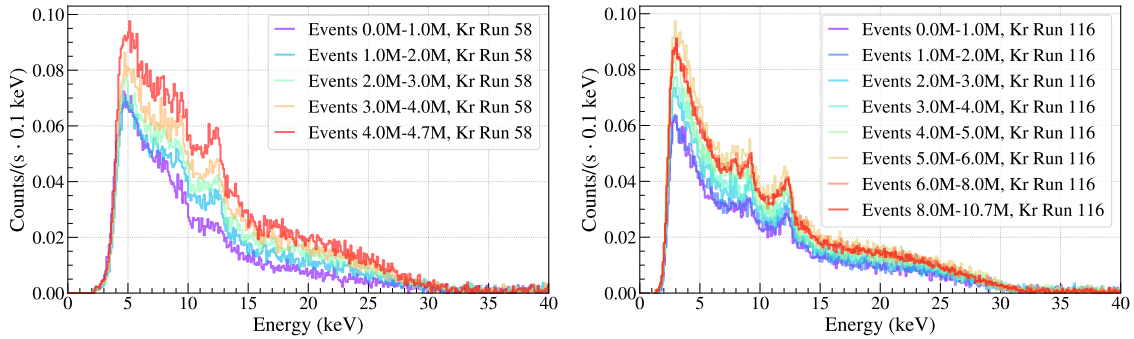 Counts/(s · 0.1 keV)
0.10
0.08
0.06
0.04
0.02
0.00
0 5 10 15 20 25 30 35 40
Energy (keV)
Events 0.0M-1.0M, Kr Run 58
Events 1.0M-2.0M, Kr Run 58
Events 2.0M-3.0M, Kr Run 58
Events 3.0M-4.0M, Kr Run 58
Events 4.0M-4.7M, Kr Run 58
Counts/(s · 0.1 keV)
0.10
0.08
0.06
0.04
0.02
0.00
0 5 10 15 20 25 30 35 40
Energy (keV)
Events 0.0M-1.0M, Kr Run 116
Events 1.0M-2.0M, Kr Run 116
Events 2.0M-3.0M, Kr Run 116
Events 3.0M-4.0M, Kr Run 116
Events 4.0M-5.0M, Kr Run 116
Events 5.0M-6.0M, Kr Run 116
Events 6.0M-8.0M, Kr Run 116
Events 8.0M-10.7M, Kr Run 116